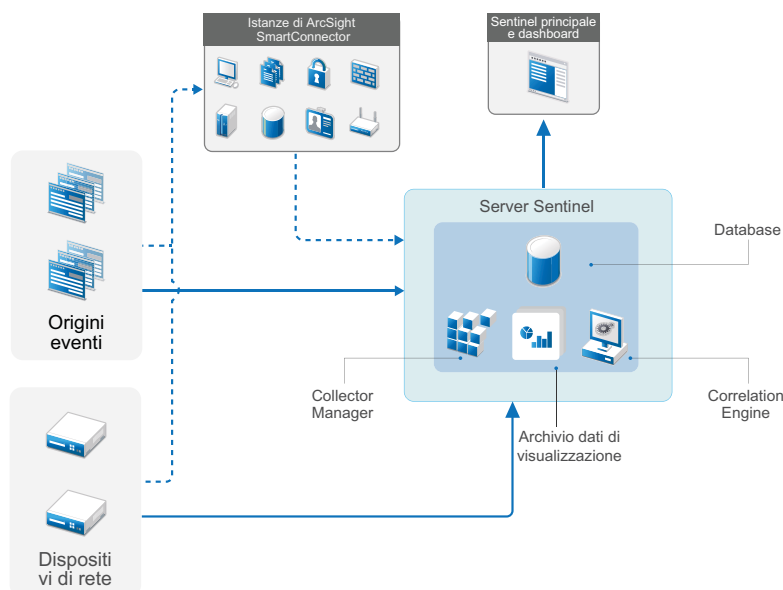 Istanze di ArcSight
SmartConnector
Sentinel principale
e dashboard
Server Sentinel
Database
Origini
eventi
Collector
Manager
Archivio dati di
visualizzazione
Correlation
Engine
Dispositi
vi di rete